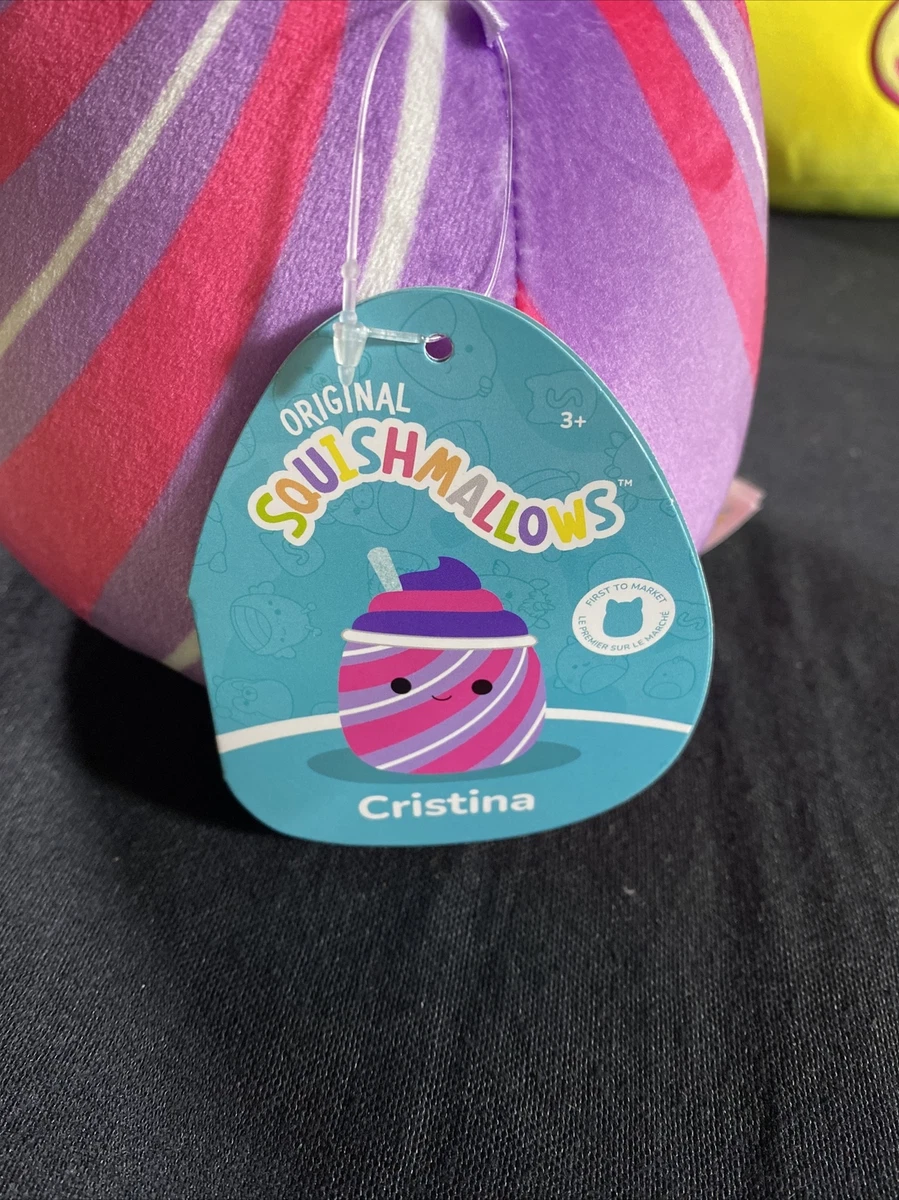 ORIGINAL
3+
SQUISHMALLOWS™
FIRST TO MARKET
LE PREMIER SUR LE MARCHÉ
Cristina